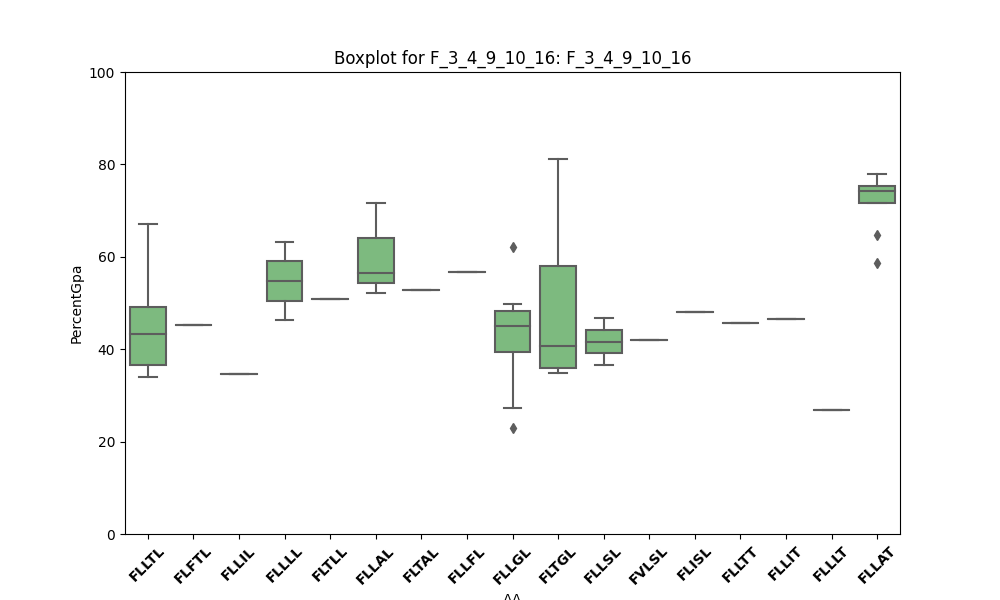 Boxplot for F_3_4_9_10_16: F_3_4_9_10_16
100
80
60
40
20
0
PercentGpa
FLLTL FLFTL FLLIL FLLLL FLTLL FLLAL FLTAL FLLFL FLLGL FLTGL FLLSL FVLSL FLISL FLLTT FLLIT FLLLT FLLAT
AA